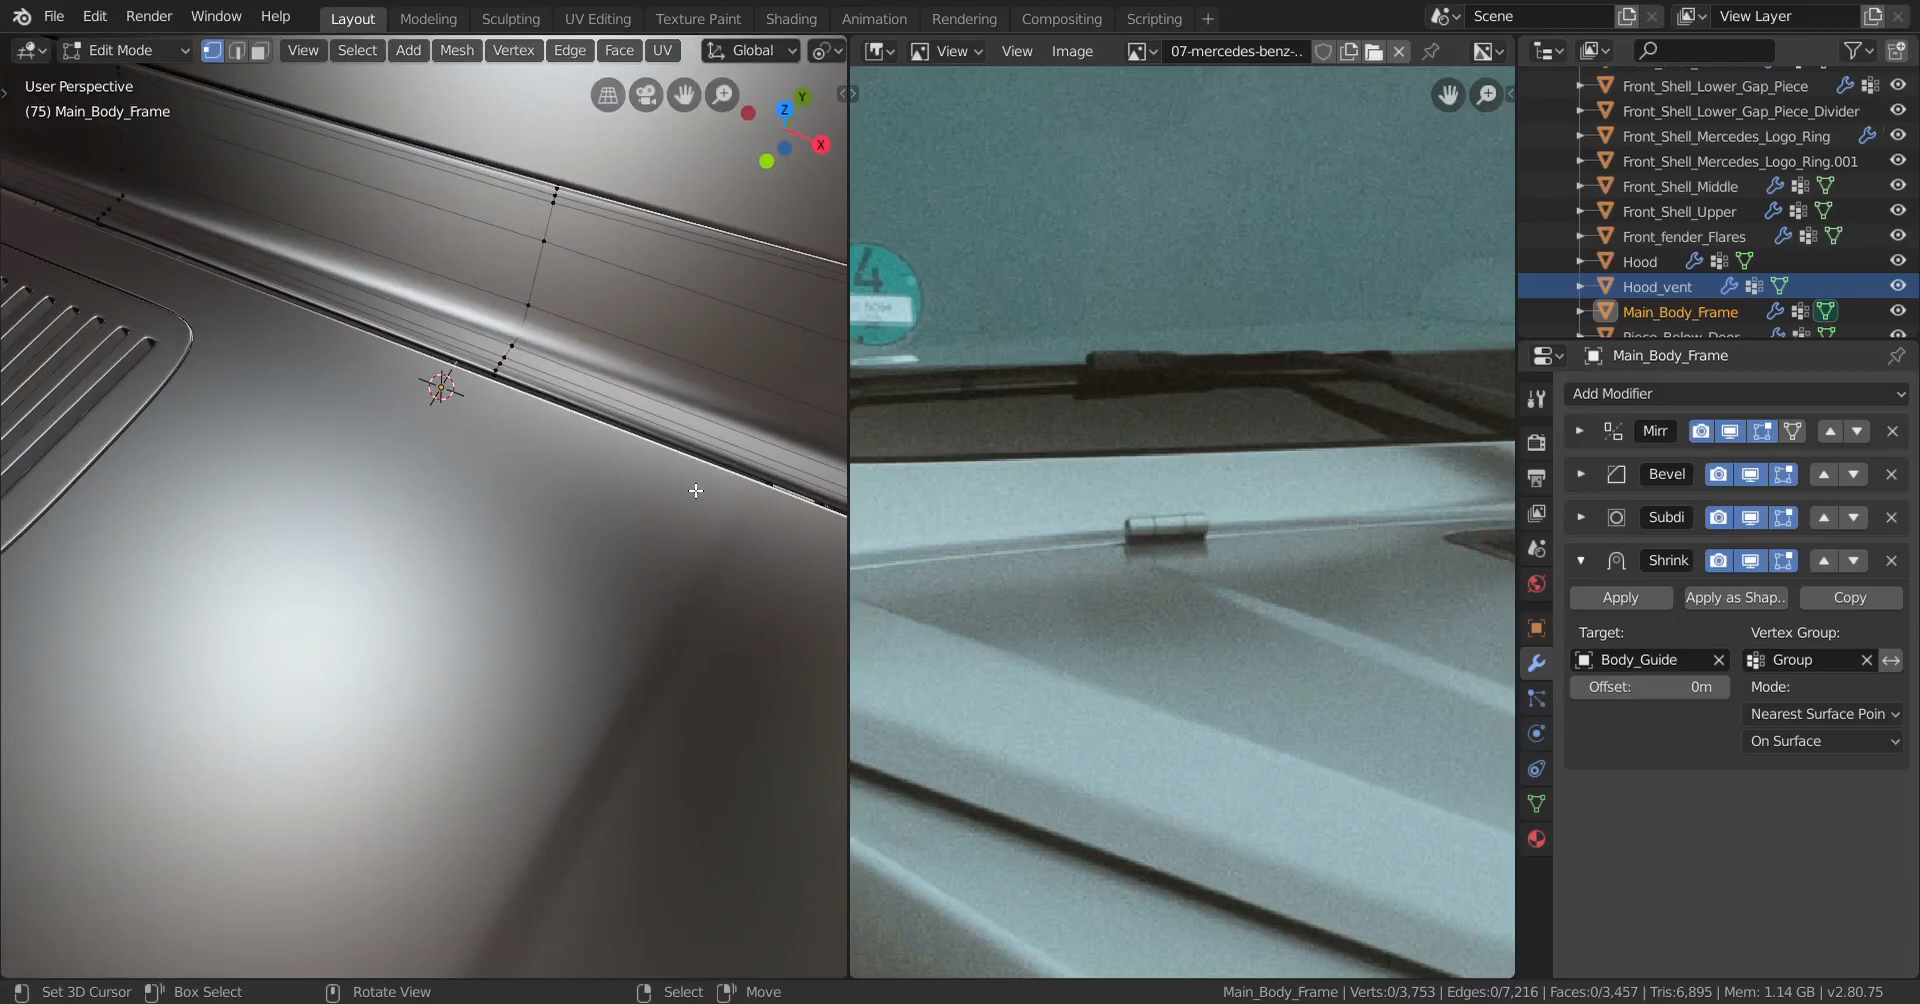 File Edit Render Window Help
Layout Modeling Sculpting UV Editing Texture Paint Shading Animation Rendering Compositing Scripting +
Scene
View Layer
Edit Mode View Select Add Mesh Vertex Edge Face UV Global
View View Image 07-mercedes-benz-..
User Perspective
(75) Main_Body_Frame
Z Y X
4
Front_Shell_Lower_Gap_Piece
Front_Shell_Lower_Gap_Piece_Divider
Front_Shell_Mercedes_Logo_Ring
Front_Shell_Mercedes_Logo_Ring.001
Front_Shell_Middle
Front_Shell_Upper
Front_fender_Flares
Hood
Hood_vent
Main_Body_Frame
Piece_Below_Door
Main_Body_Frame
Add Modifier
Mirr
Bevel
Subdi
Shrink
Apply Apply as Shap.. Copy
Target: Vertex Group:
Body_Guide Group
Offset: 0m Mode:
Nearest Surface Poin
On Surface
Set 3D Cursor Box Select Rotate View Select Move
Main_Body_Frame | Verts:0/3,753 | Edges:0/7,216 | Faces:0/3,457 | Tris:6,895 | Mem: 1.14 GB | v2.80.75